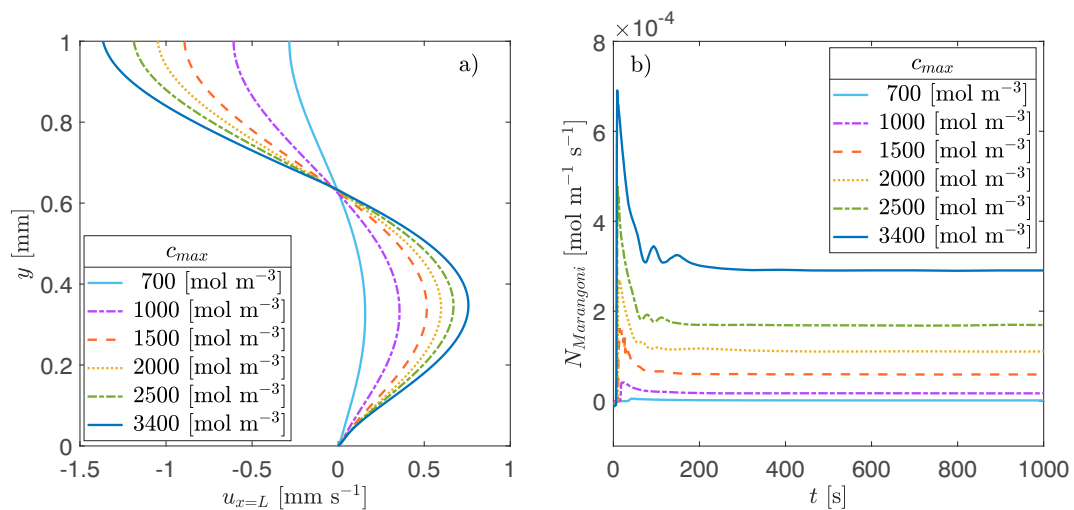 a)
1
0.8
0.6
0.4
0.2
0
y [mm]
c_max
700 [mol m⁻³]
1000 [mol m⁻³]
1500 [mol m⁻³]
2000 [mol m⁻³]
2500 [mol m⁻³]
3400 [mol m⁻³]
-1.5 -1 -0.5 0 0.5 1
u_{x=L} [mm s⁻¹]
×10⁻⁴
b)
8
6
4
2
0
N_Marangoni [mol m⁻¹ s⁻¹]
c_max
700 [mol m⁻³]
1000 [mol m⁻³]
1500 [mol m⁻³]
2000 [mol m⁻³]
2500 [mol m⁻³]
3400 [mol m⁻³]
0 200 400 600 800 1000
t [s]